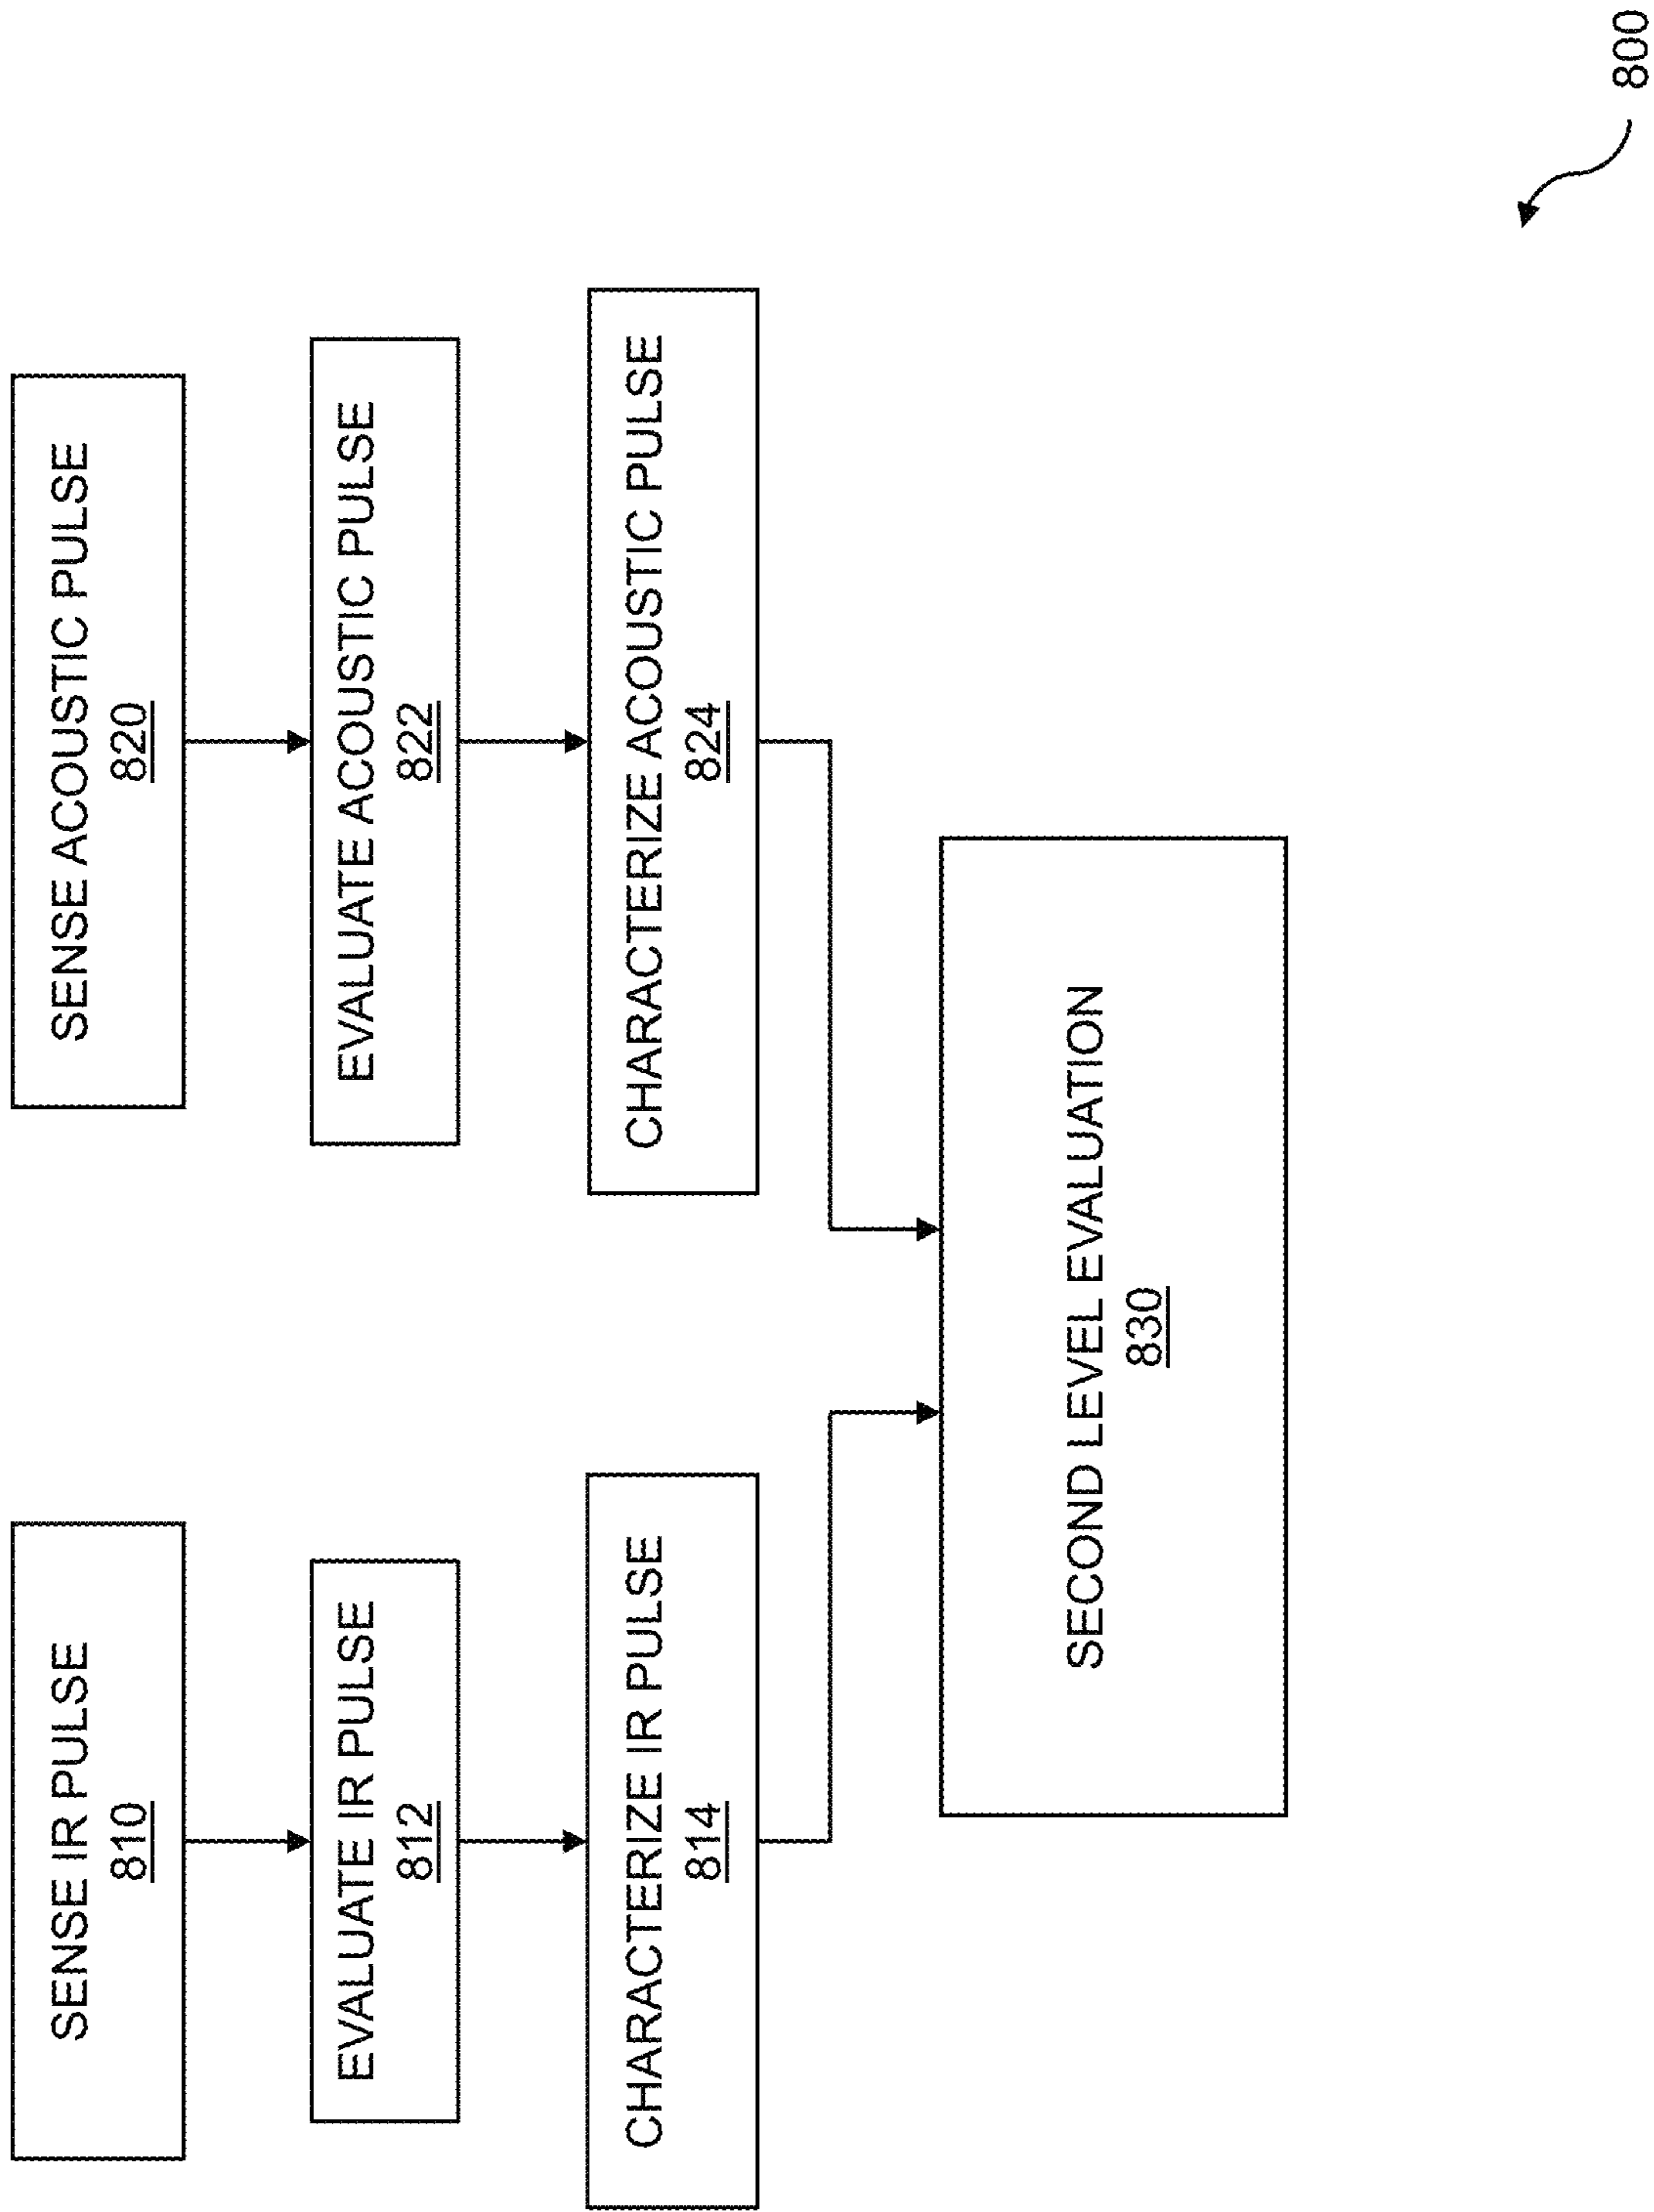 SENSE IR PULSE
810
EVALUATE IR PULSE
812
CHARACTERIZE IR PULSE
814
SENSE ACOUSTIC PULSE
820
EVALUATE ACOUSTIC PULSE
822
CHARACTERIZE ACOUSTIC PULSE
824
SECOND LEVEL EVALUATION
830
800